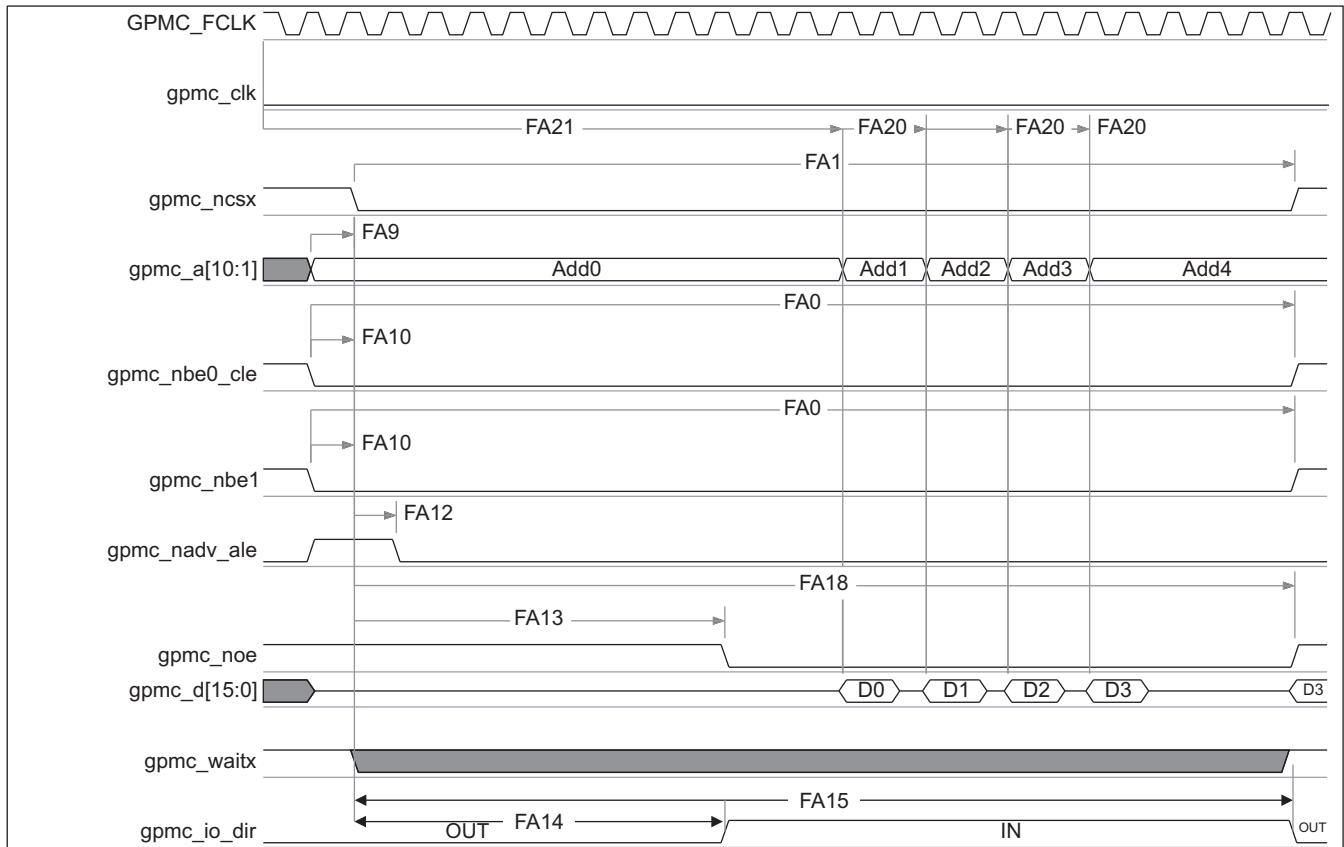 GPMC_FCLK
gpmc_clk
FA21 FA20 FA20 FA20
FA1
gpmc_ncsx
FA9
gpmc_a[10:1] Add0 Add1 Add2 Add3 Add4
FA0
FA10
gpmc_nbe0_cle
FA0
FA10
gpmc_nbe1
FA12
gpmc_nadv_ale
FA18
FA13
gpmc_noe
gpmc_d[15:0] D0 D1 D2 D3 D3
gpmc_waitx
FA15
FA14
gpmc_io_dir OUT IN OUT